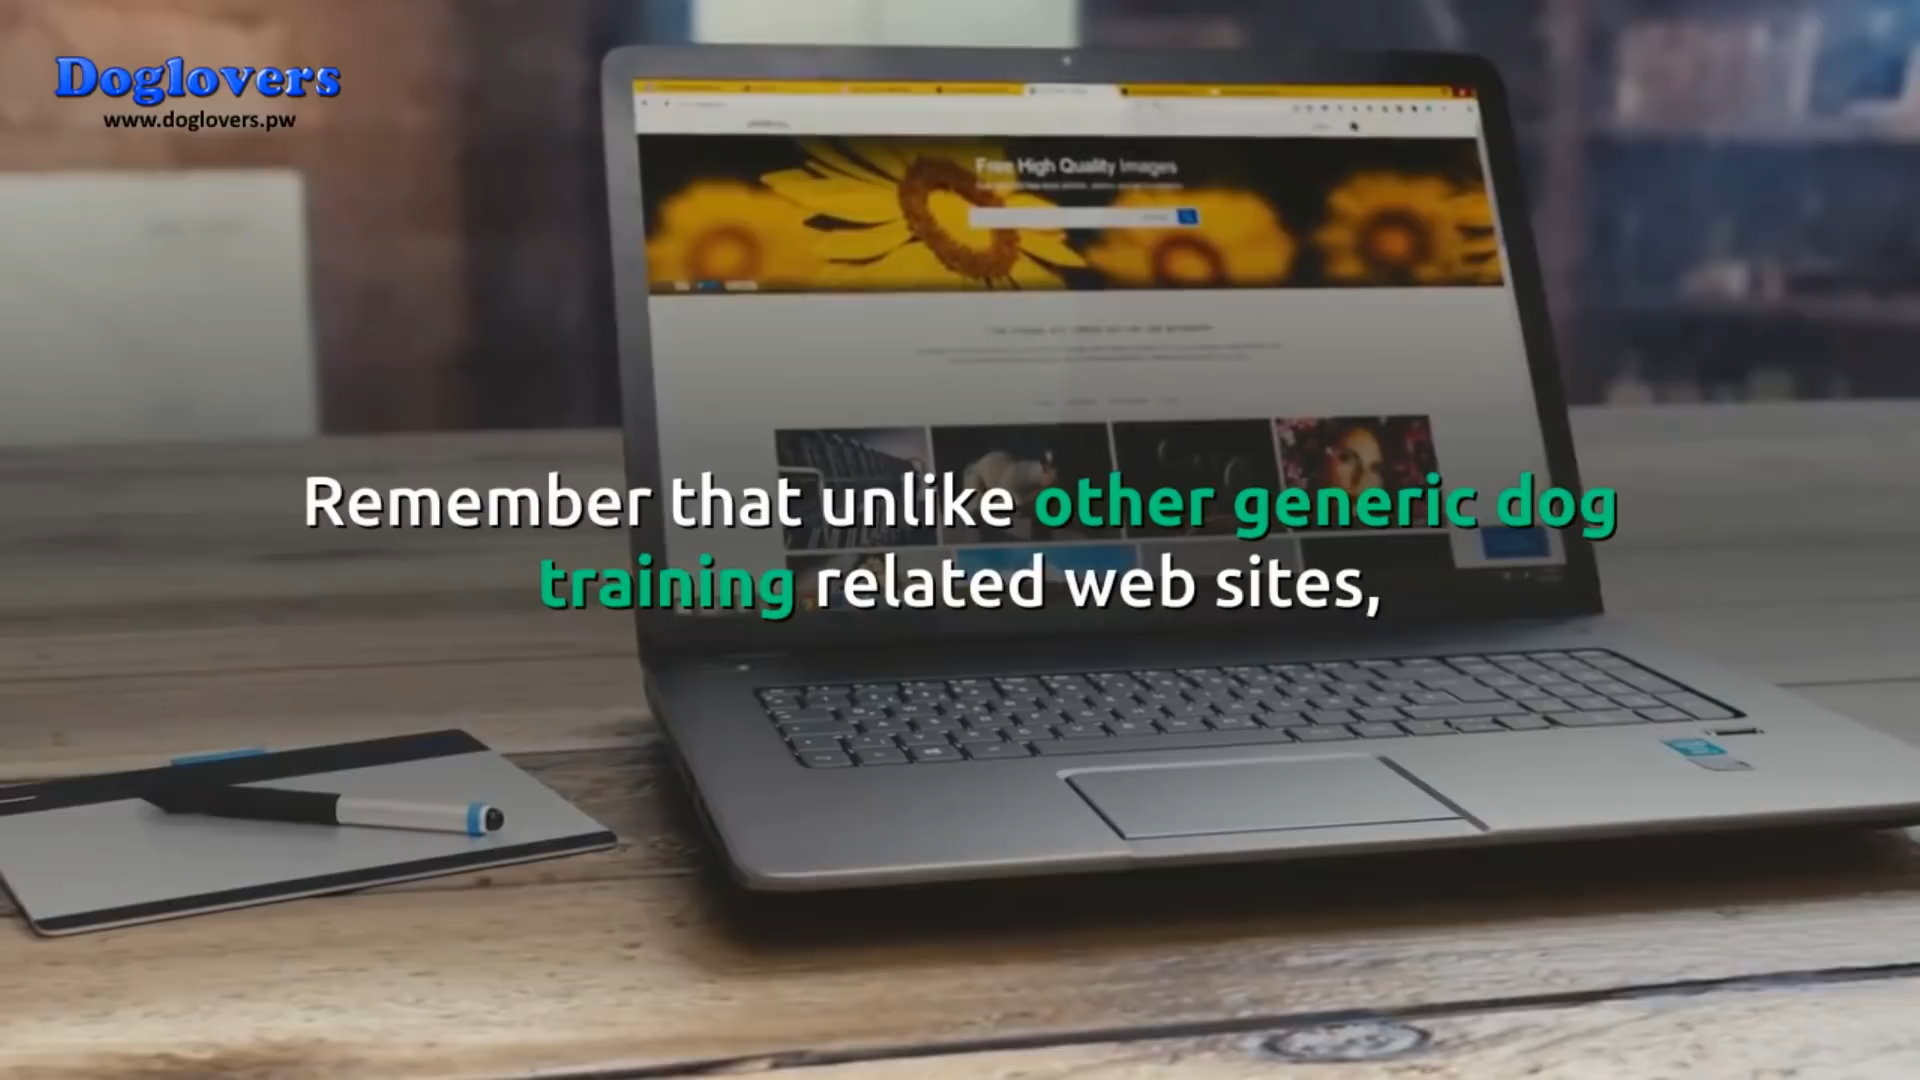 Doglovers
www.doglovers.pw
Free High Quality Images
Remember that unlike other generic dog
training related web sites,